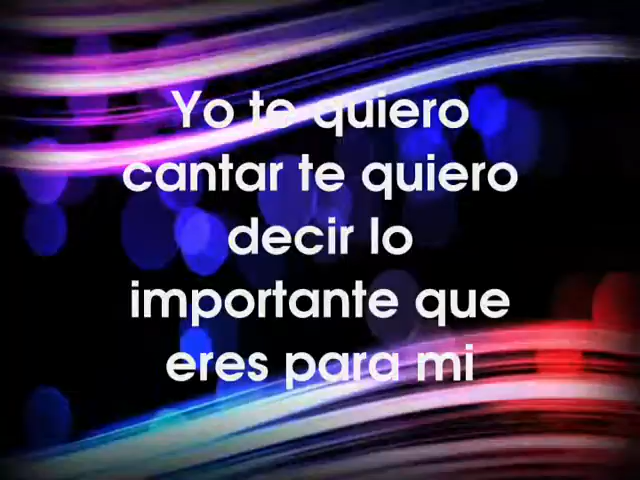 Yo te quiero
cantar te quiero
decir lo
importante que
eres para mi